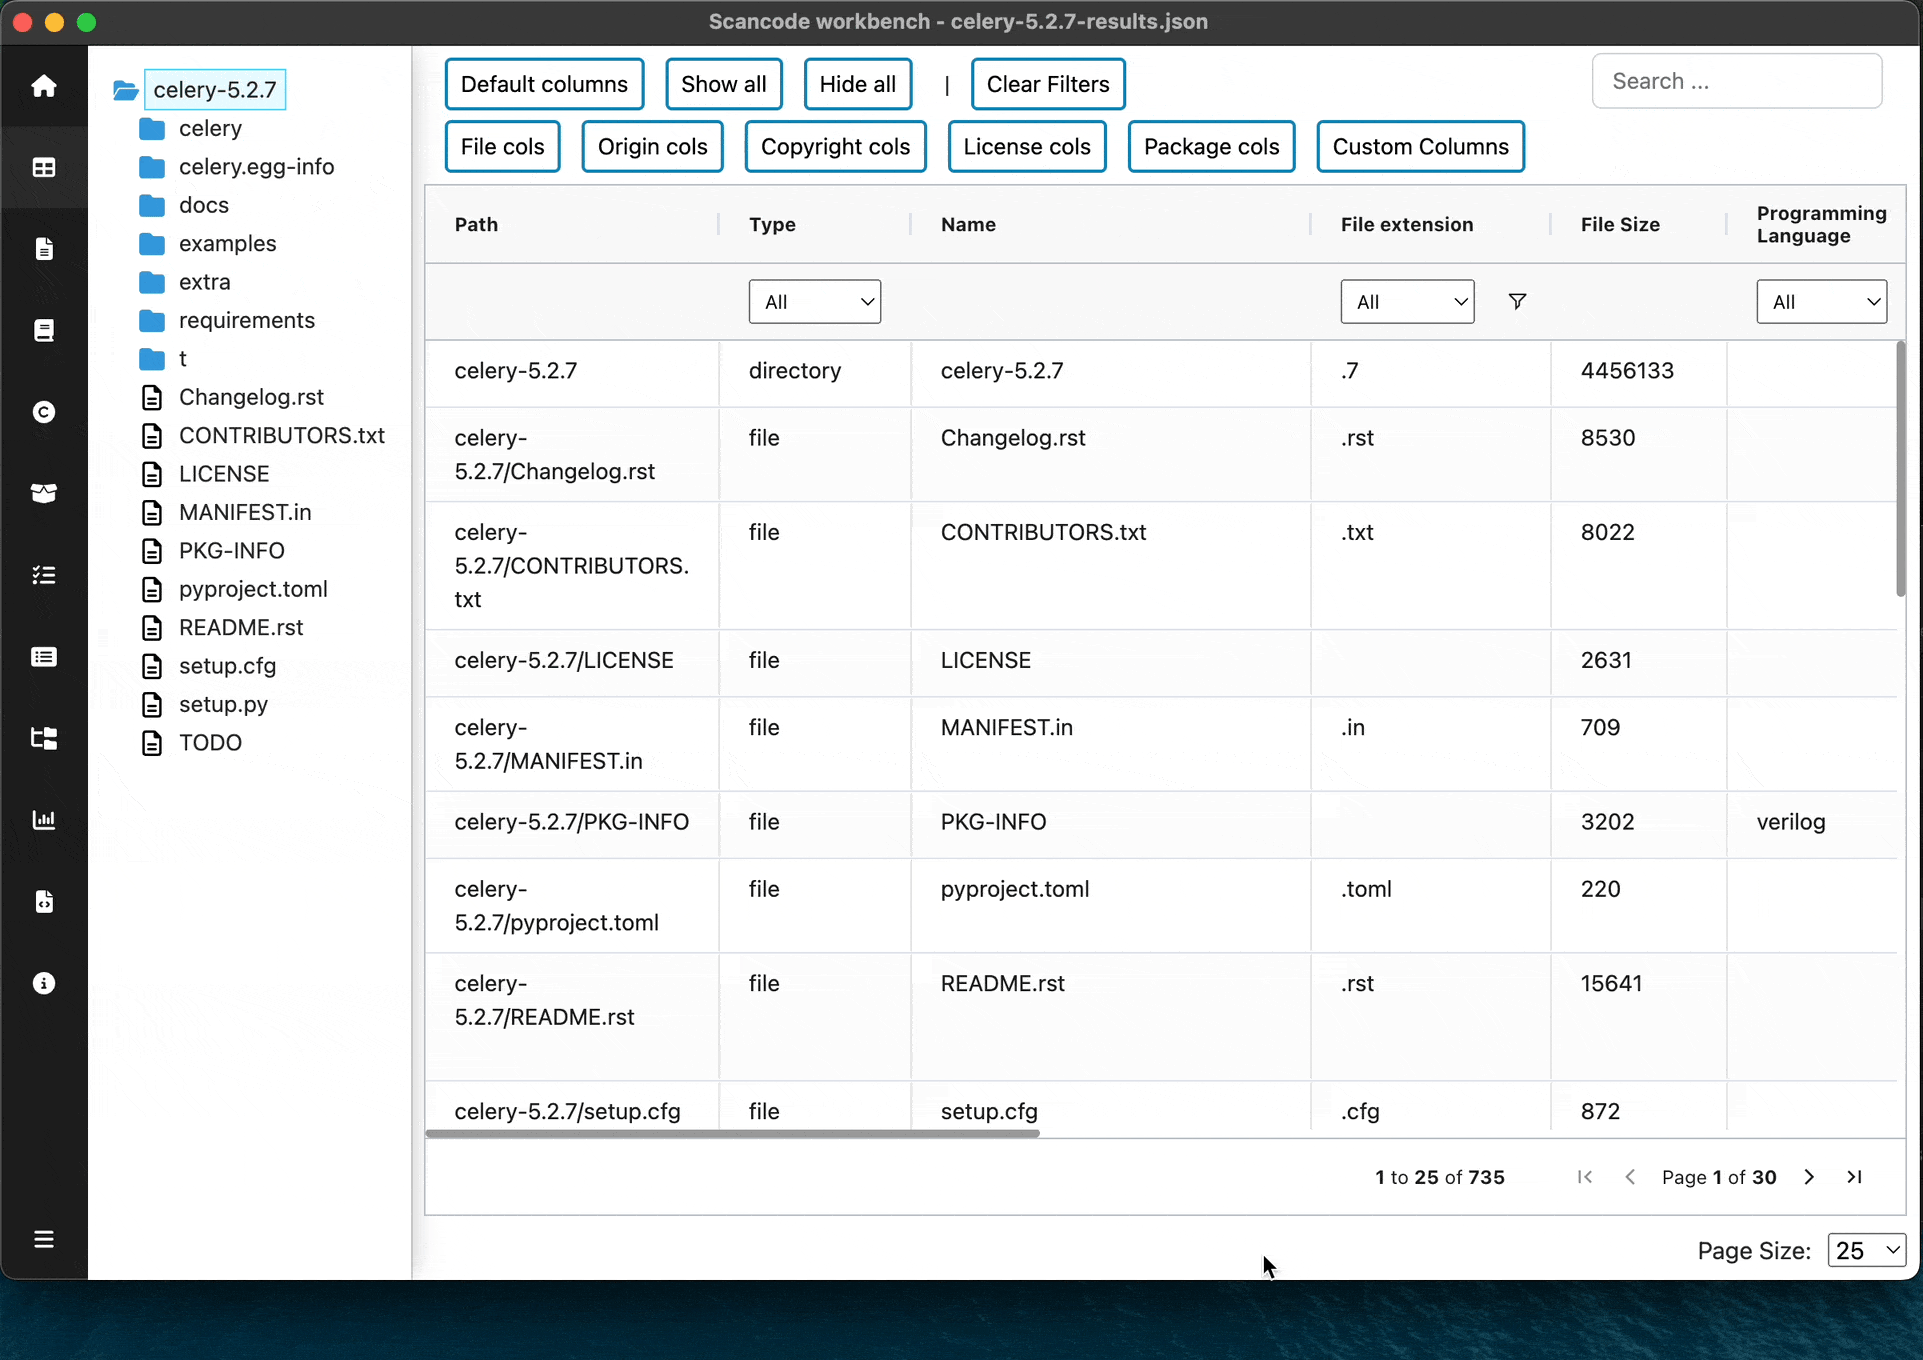 Scancode workbench - celery-5.2.7-results.json
celery-5.2.7
celery
celery.egg-info
docs
examples
extra
requirements
t
Changelog.rst
CONTRIBUTORS.txt
LICENSE
MANIFEST.in
PKG-INFO
pyproject.toml
README.rst
setup.cfg
setup.py
TODO
Default columns Show all Hide all | Clear Filters Search ...
File cols Origin cols Copyright cols License cols Package cols Custom Columns
Path Type Name File extension File Size Programming
Language
All All All
celery-5.2.7 directory celery-5.2.7 .7 4456133
celery- file Changelog.rst .rst 8530
5.2.7/Changelog.rst
celery- file CONTRIBUTORS.txt .txt 8022
5.2.7/CONTRIBUTORS.
txt
celery-5.2.7/LICENSE file LICENSE 2631
celery- file MANIFEST.in .in 709
5.2.7/MANIFEST.in
celery-5.2.7/PKG-INFO file PKG-INFO 3202 verilog
celery- file pyproject.toml .toml 220
5.2.7/pyproject.toml
celery- file README.rst .rst 15641
5.2.7/README.rst
celery-5.2.7/setup.cfg file setup.cfg .cfg 872
1 to 25 of 735 Page 1 of 30
Page Size: 25